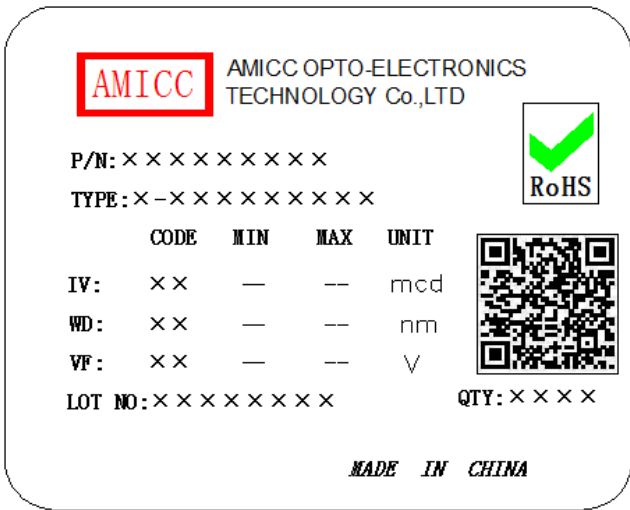 AMICC
AMICC OPTO-ELECTRONICS
TECHNOLOGY Co.,LTD
RoHS
P/N:×××××××××
TYPE:×-×××××××××
CODE MIN MAX UNIT
IV: ×× — -- mcd
WD: ×× — -- nm
VF: ×× — -- V
LOT NO:×××××××× QTY:××××
MADE IN CHINA